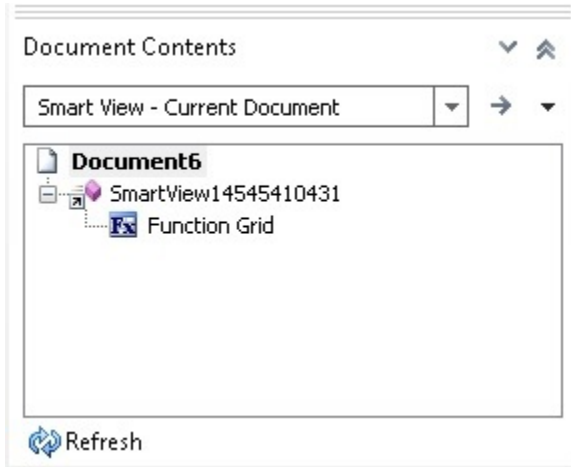 Document Contents
Smart View - Current Document
Document6
SmartView14545410431
Fx Function Grid
Refresh